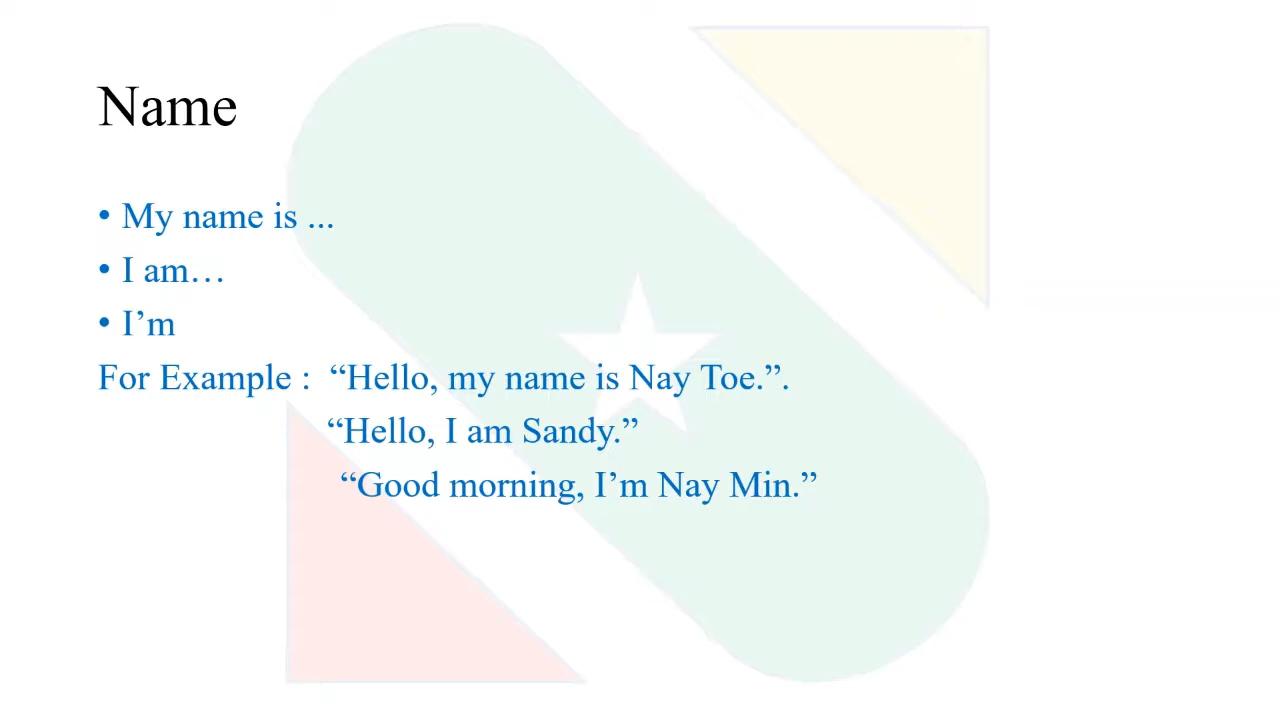 Name
• My name is ...
• I am…
• I’m
For Example :  “Hello, my name is Nay Toe.”.
“Hello, I am Sandy.”
“Good morning, I’m Nay Min.”